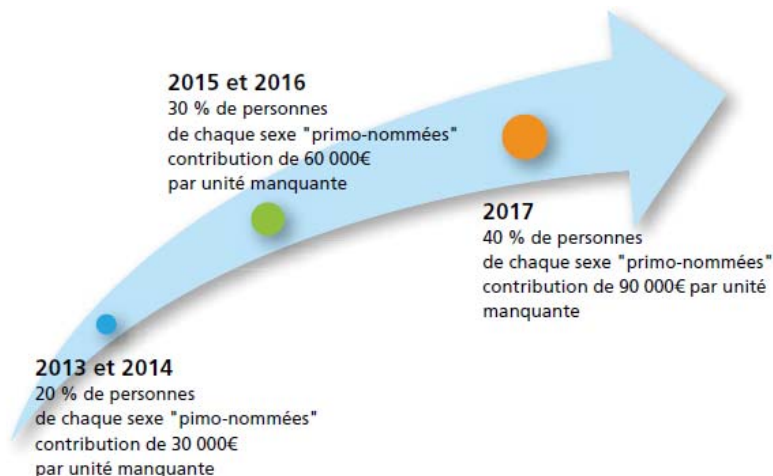 2015 et 2016
30 % de personnes
de chaque sexe "primo-nommées"
contribution de 60 000€
par unité manquante
2017
40 % de personnes
de chaque sexe "primo-nommées"
contribution de 90 000€ par unité
manquante
2013 et 2014
20 % de personnes
de chaque sexe "pimo-nommées"
contribution de 30 000€
par unité manquante